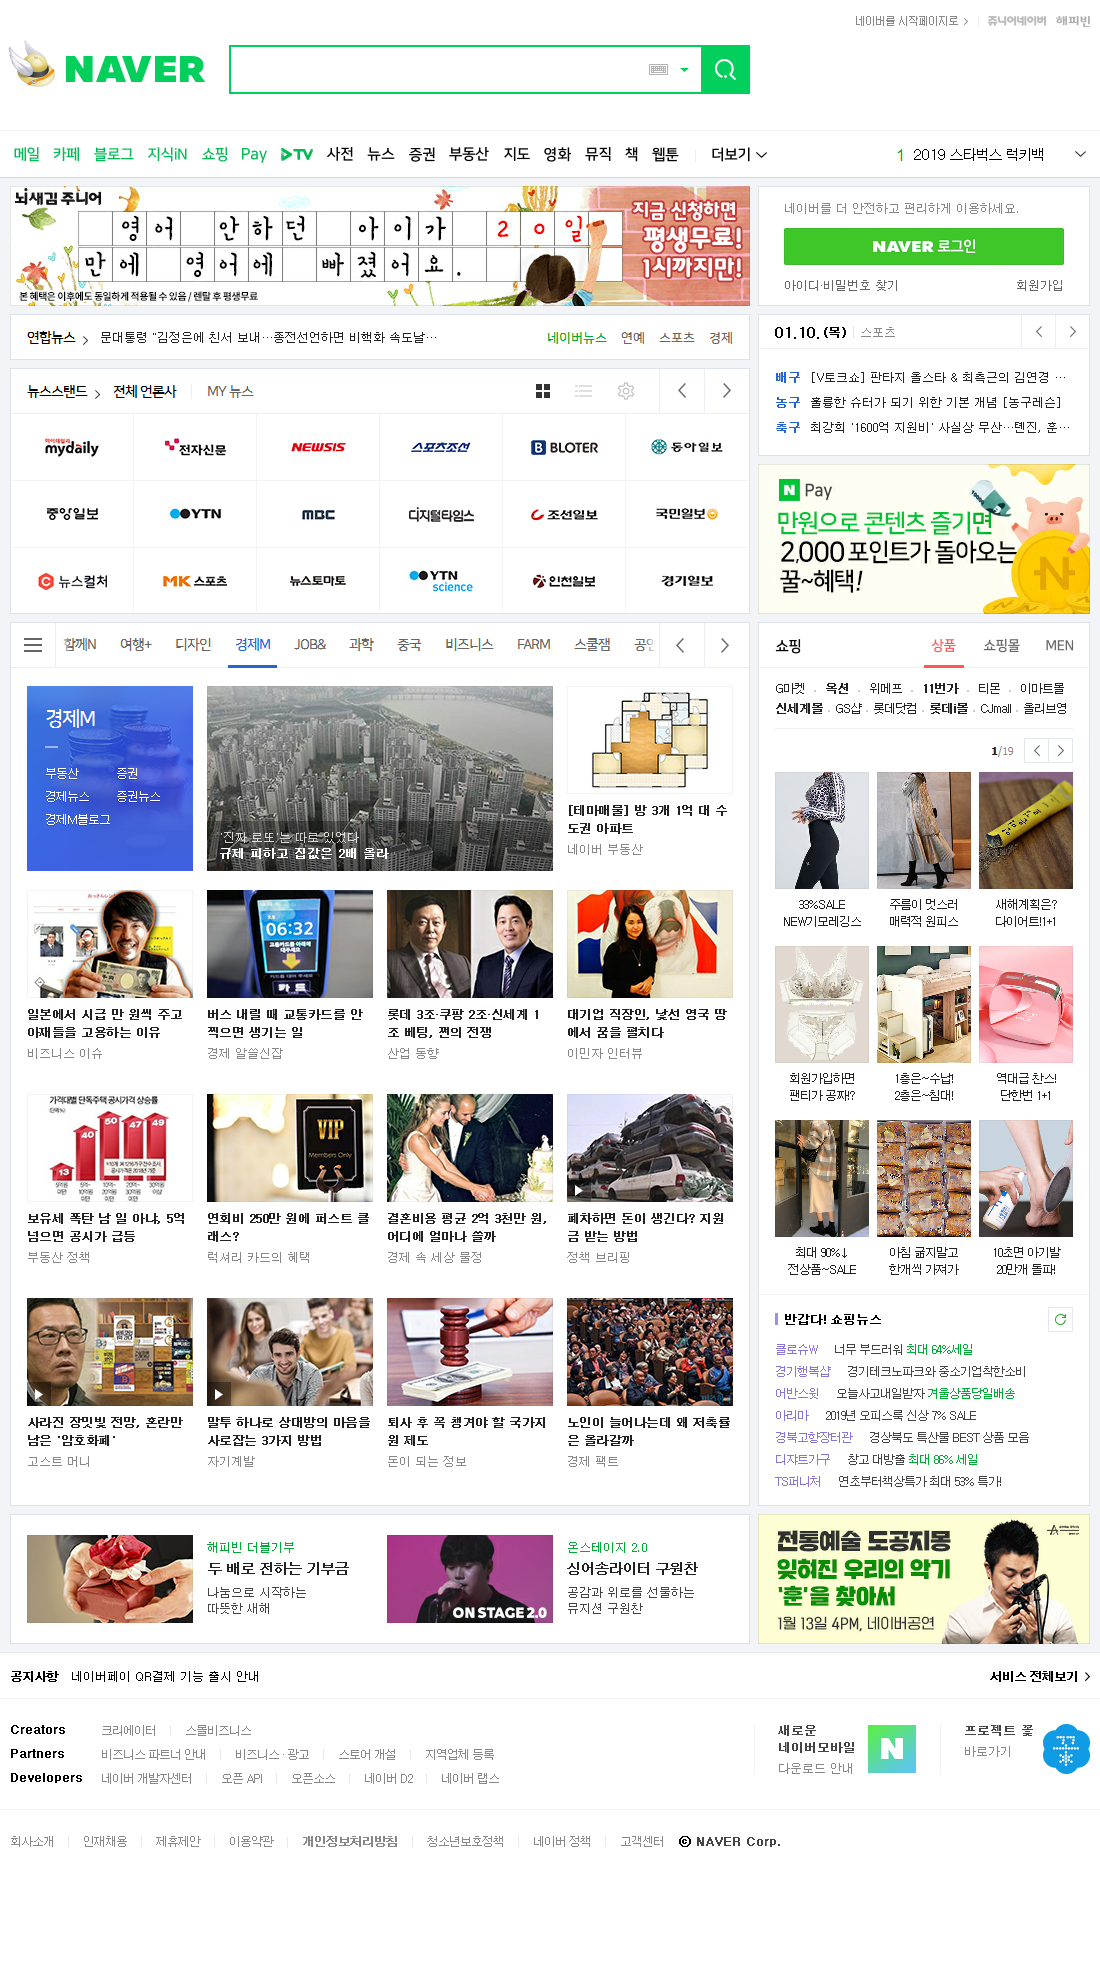 네이버를 시작페이지로
쥬니어네이버 해피빈
NAVER
메일 카페 블로그 지식iN 쇼핑 Pay TV 사전 뉴스 증권 부동산 지도 영화 뮤직 책 웹툰 더보기
1 2019 스타벅스 럭키백
뇌새김 주니어
영어 안하던 아이가 20일
만에 영어에 빠졌어요.
지금 신청하면
평생무료!
1시까지만!
본 혜택은 이후에도 동일하게 적용될 수 있음 / 렌탈 후 평생무료
네이버를 더 안전하고 편리하게 이용하세요.
NAVER 로그인
아이디·비밀번호 찾기 회원가입
연합뉴스 문대통령 "김정은에 친서 보내…종전선언하면 비핵화 속도날…
네이버뉴스 연예 스포츠 경제
01.10.(목) 스포츠
배구 [V토크쇼] 판타지 올스타 & 최측근의 김연경 …
농구 훌륭한 슈터가 되기 위한 기본 개념 [농구레슨]
축구 최강희 '1600억 지원비' 사실상 무산…톈진, 훈…
뉴스스탠드 전체 언론사 MY 뉴스
마이데일리 mydaily 전자신문 NEWSIS 스포츠조선 BLOTER 동아일보
중앙일보 YTN MBC 디지털타임스 조선일보 국민일보
뉴스컬처 MK스포츠 뉴스토마토 YTN science 인천일보 경기일보
N Pay
만원으로 콘텐츠 즐기면
2,000 포인트가 돌아오는
꿀~혜택!
함께N 여행+ 디자인 경제M JOB& 과학 중국 비즈니스 FARM 스쿨잼
경제M
부동산 증권
경제뉴스 증권뉴스
경제M블로그
'진짜 로또'는 따로 있었다
규제 피하고 집값은 2배 올라
[테마매물] 방 3개 1억 대 수
도권 아파트
네이버 부동산
06:32
일본에서 시급 만 원씩 주고
아재들을 고용하는 이유
비즈니스 이슈
버스 내릴 때 교통카드를 안
찍으면 생기는 일
경제 알쓸신잡
롯데 3조·쿠팡 2조·신세계 1
조 베팅, 쩐의 전쟁
산업 동향
대기업 직장인, 낯선 영국 땅
에서 꿈을 펼치다
이민자 인터뷰
가격대별 단독주택 공시가격 상승률
13 40 50 47 49
VIP
Members Only
보유세 폭탄 남 일 아냐, 5억
넘으면 공시가 급등
부동산 정책
연회비 250만 원에 퍼스트 클
래스?
럭셔리 카드의 혜택
결혼비용 평균 2억 3천만 원,
어디에 얼마나 쓸까
경제 속 세상 물정
폐차하면 돈이 생긴다? 지원
금 받는 방법
정책 브리핑
사라진 장밋빛 전망, 혼란만
남은 '암호화폐'
고스트 머니
말투 하나로 상대방의 마음을
사로잡는 3가지 방법
자기계발
퇴사 후 꼭 챙겨야 할 국가지
원 제도
돈이 되는 정보
노인이 늘어나는데 왜 저축률
은 올라갈까
경제 팩트
쇼핑 상품 쇼핑몰 MEN
G마켓 옥션 위메프 11번가 티몬 이마트몰
신세계몰 GS샵 롯데닷컴 롯데i몰 CJmall 올리브영
1/19
33%SALE
NEW기모레깅스
주름이 멋스러
매력적 원피스
새해계획은?
다이어트!1+1
회원가입하면
팬티가 공짜!?
1층은~수납!
2층은~침대!
역대급 찬스!
단한번 1+1
최대 90%↓
전상품~SALE
아침 굶지말고
한개씩 가져가
10초면 아기발
20만개 돌파!
반갑다! 쇼핑뉴스
클로슈W 너무 부드러워 최대 64%세일
경기행복샵 경기테크노파크와 중소기업착한소비
어반스윗 오늘사고내일받자 겨울상품당일배송
아리마 2019년 오피스룩 신상 7% SALE
경북고향장터관 경상북도 특산물 BEST 상품 모음
디쟈트가구 창고 대방출 최대 86% 세일
TS퍼니처 연초부터책상특가 최대 53% 특가!
해피빈 더블기부
두 배로 전하는 기부금
나눔으로 시작하는
따뜻한 새해
ON STAGE 2.0
온스테이지 2.0
싱어송라이터 구원찬
공감과 위로를 선물하는
뮤지션 구원찬
전통예술 도공지몽
잊혀진 우리의 악기
'훈'을 찾아서
1월 13일 4PM, 네이버공연
공지사항 네이버페이 QR결제 기능 출시 안내
서비스 전체보기
Creators 크리에이터 스몰비즈니스
Partners 비즈니스 파트너 안내 비즈니스 · 광고 스토어 개설 지역업체 등록
Developers 네이버 개발자센터 오픈 API 오픈소스 네이버 D2 네이버 랩스
새로운
네이버모바일
다운로드 안내
N
프로젝트 꽃
바로가기
회사소개 인재채용 제휴제안 이용약관 개인정보처리방침 청소년보호정책 네이버 정책 고객센터 ⓒ NAVER Corp.